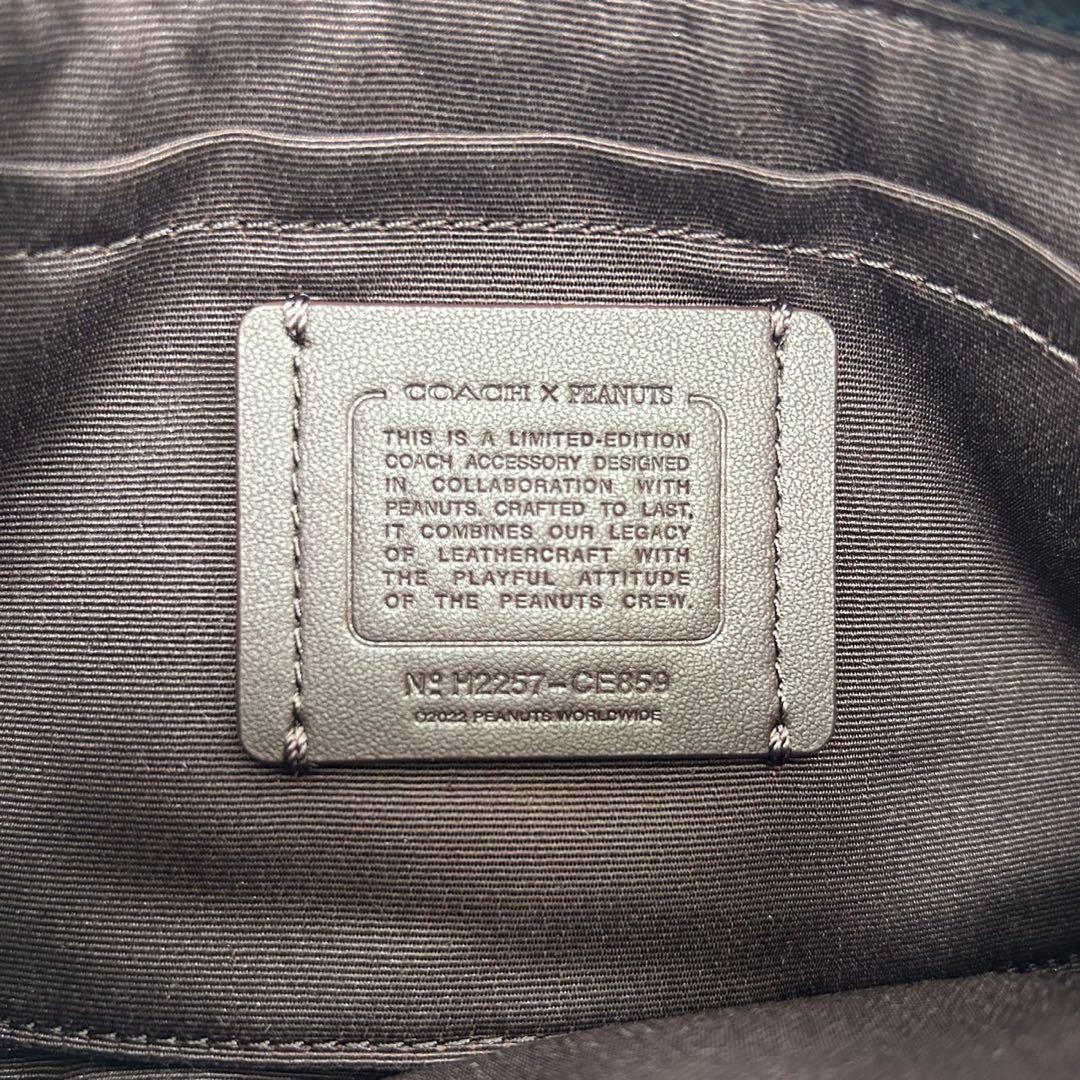 COACH X PEANUTS
THIS IS A LIMITED-EDITION
COACH ACCESSORY DESIGNED
IN COLLABORATION WITH
PEANUTS. CRAFTED TO LAST,
IT COMBINES OUR LEGACY
OF LEATHERCRAFT WITH
THE PLAYFUL ATTITUDE
OF THE PEANUTS CREW.
Nº H2257-CE859
©2022 PEANUTS WORLDWIDE